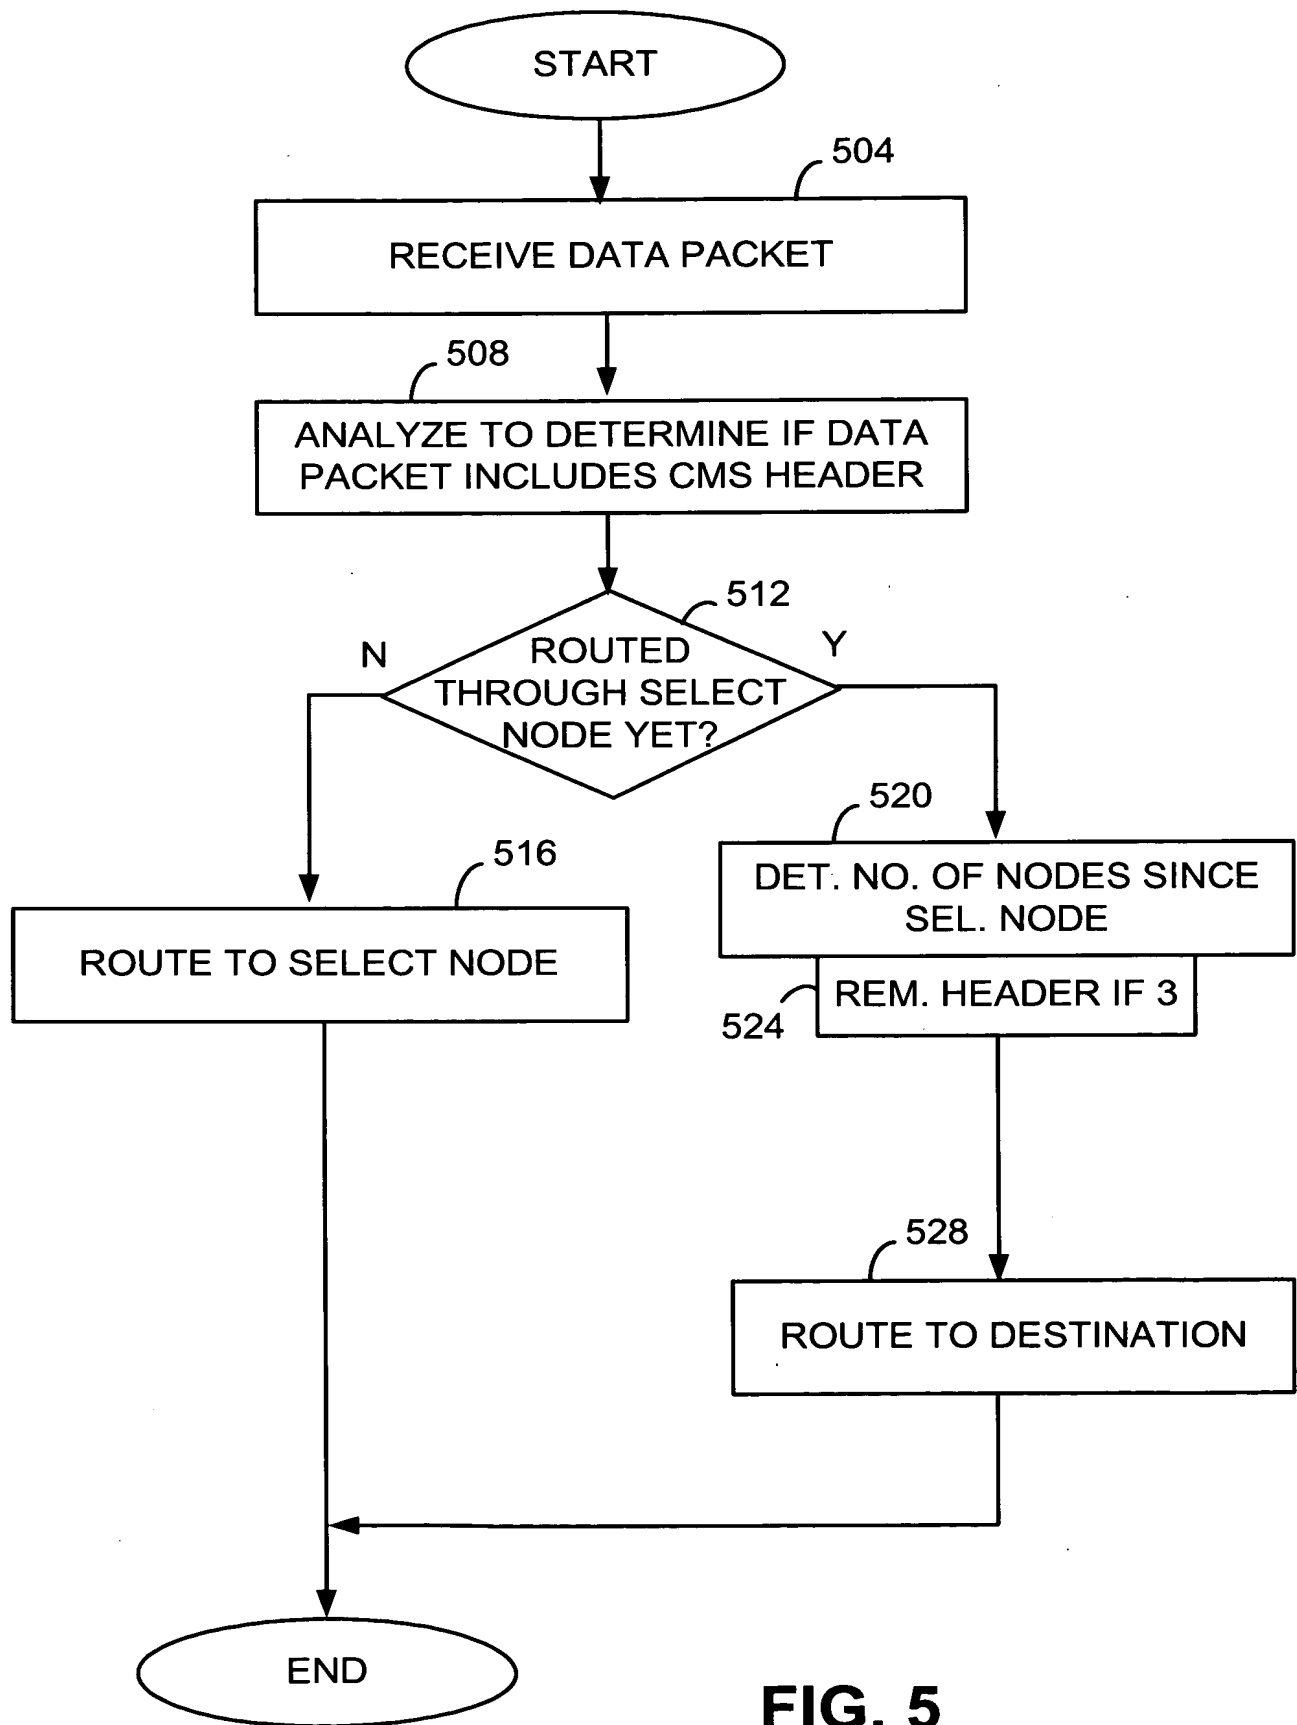 START
504
RECEIVE DATA PACKET
508
ANALYZE TO DETERMINE IF DATA
PACKET INCLUDES CMS HEADER
512
N
Y
ROUTED
THROUGH SELECT
NODE YET?
520
DET. NO. OF NODES SINCE
SEL. NODE
516
ROUTE TO SELECT NODE
REM. HEADER IF 3
524
528
ROUTE TO DESTINATION
END
FIG. 5